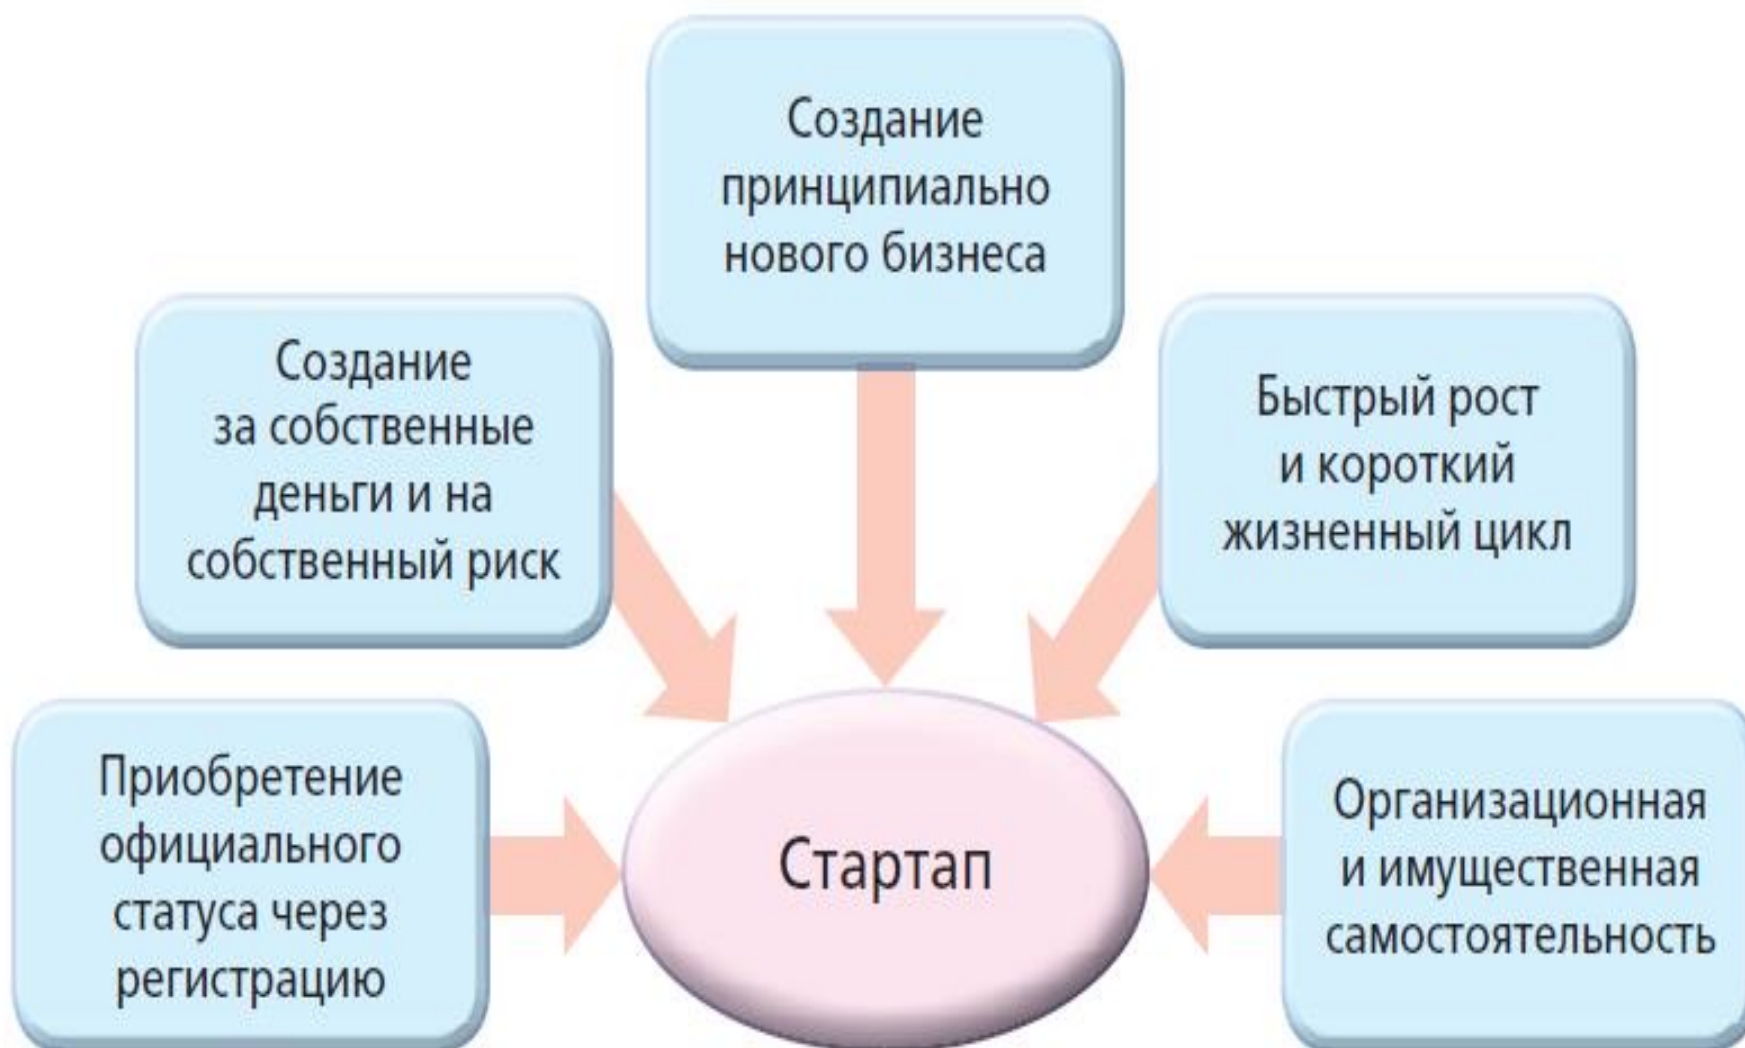 Создание
принципиально
нового бизнеса
Создание
за собственные
деньги и на
собственный риск
Быстрый рост
и короткий
жизненный цикл
Приобретение
официального
статуса через
регистрацию
Стартап
Организационная
и имущественная
самостоятельность